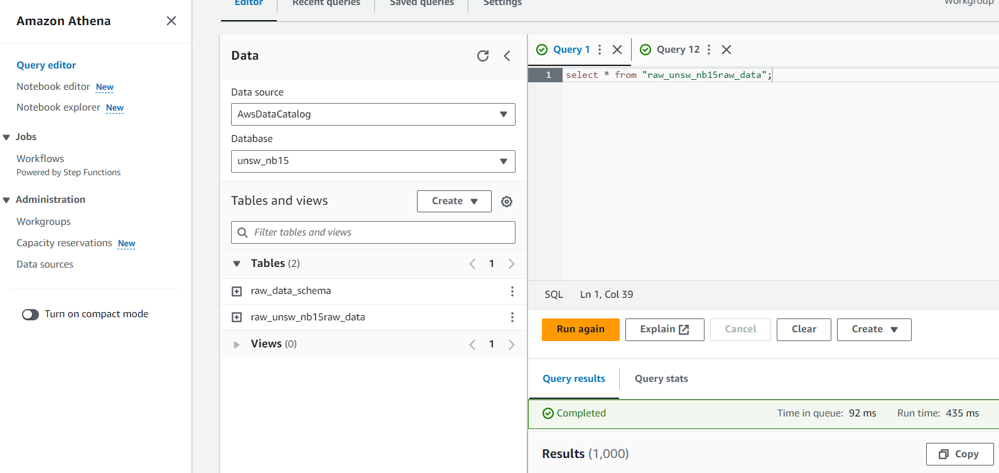 Amazon Athena
Query editor
Notebook editor New
Notebook explorer New
Jobs
Workflows
Powered by Step Functions
Administration
Workgroups
Capacity reservations New
Data sources
Turn on compact mode
Editor Recent queries Saved queries Settings Workgroup
Data
Data source
AwsDataCatalog
Database
unsw_nb15
Tables and views Create
Filter tables and views
Tables (2) 1
raw_data_schema
raw_unsw_nb15raw_data
Views (0) 1
Query 1 Query 12
1 select * from "raw_unsw_nb15raw_data";
SQL Ln 1, Col 39
Run again Explain Cancel Clear Create
Query results Query stats
Completed Time in queue: 92 ms Run time: 435 ms
Results (1,000) Copy